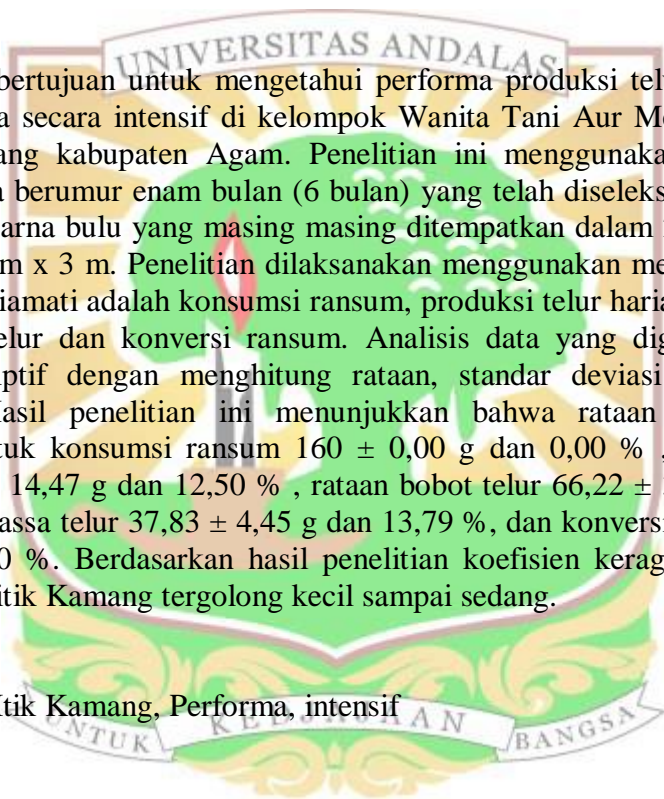 UNIVERSITAS ANDALAS
bertujuan untuk mengetahui performa produksi telu
a secara intensif di kelompok Wanita Tani Aur M
ang kabupaten Agam. Penelitian ini menggunaka
berumur enam bulan (6 bulan) yang telah diseleks
arna bulu yang masing masing ditempatkan dalam
m x 3 m. Penelitian dilaksanakan menggunakan me
iamati adalah konsumsi ransum, produksi telur haria
elur dan konversi ransum. Analisis data yang dig
iptif dengan menghitung rataan, standar deviasi
asil penelitian ini menunjukkan bahwa rataan
tuk konsumsi ransum 160 ± 0,00 g dan 0,00 % ,
14,47 g dan 12,50 % , rataan bobot telur 66,22 ±
assa telur 37,83 ± 4,45 g dan 13,79 %, dan konversi
0 %. Berdasarkan hasil penelitian koefisien kerag
itik Kamang tergolong kecil sampai sedang.
Itik Kamang, Performa, intensif
UNTUK KEDJAJAAN BANGSA